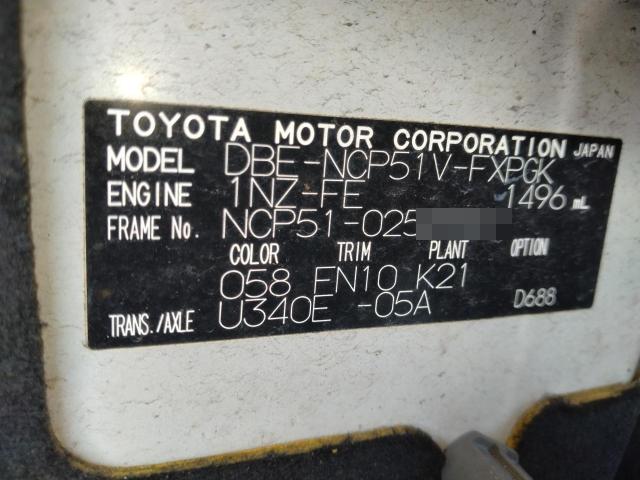 TOYOTA MOTOR CORPORATION JAPAN
MODEL DBE-NCP51V-FXPGK
ENGINE 1NZ-FE 1496 mL
FRAME No. NCP51-025
COLOR TRIM PLANT OPTION
058 FN10 K21
TRANS./AXLE U340E -05A D688